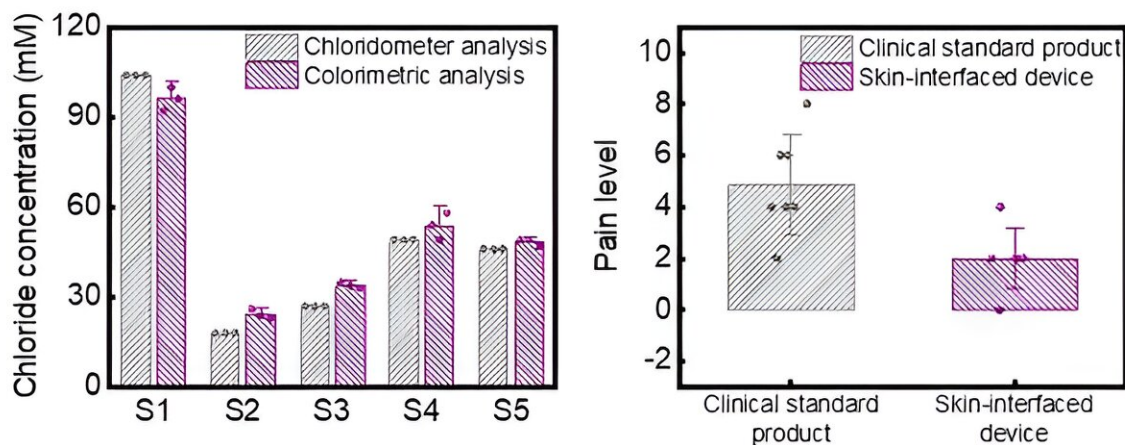 Chloride concentration (mM)
120
90
60
30
0
Chloridometer analysis
Colorimetric analysis
S1 S2 S3 S4 S5
Pain level
10
8
6
4
2
0
-2
Clinical standard product
Skin-interfaced device
Clinical standard
product
Skin-interfaced
device